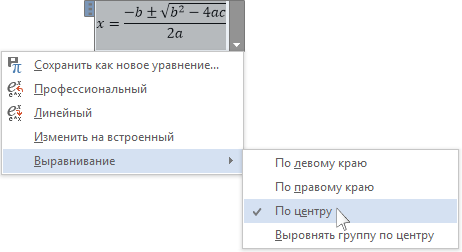 x = \frac{-b ± \sqrt{b^2 − 4ac}}{2a}
Сохранить как новое уравнение...
Профессиональный
Линейный
Изменить на встроенный
Выравнивание
По левому краю
По правому краю
По центру
Выровнять группу по центру